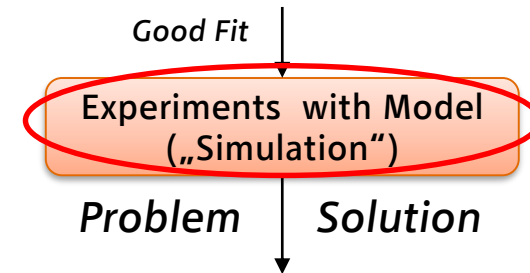 Good Fit
Experiments with Model
(„Simulation“)
Problem Solution